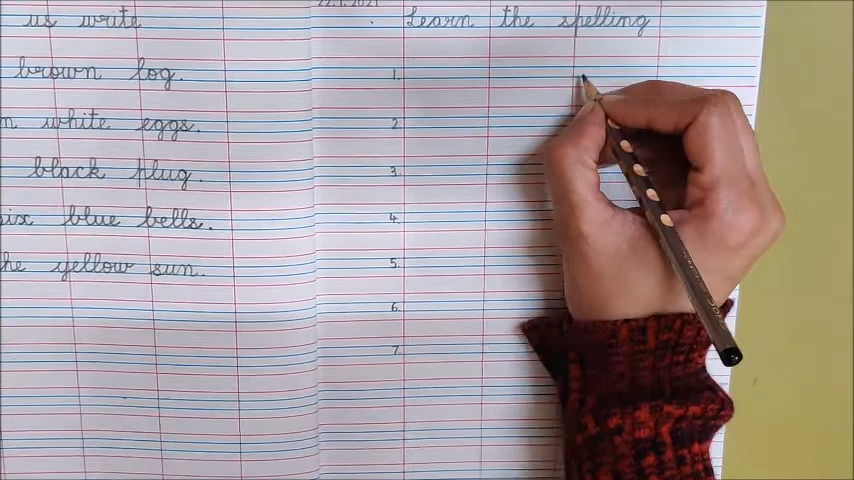 us write
brown log.
white eggs.
black plug.
six blue bells.
the yellow sun.
22.1.2021
Learn the spelling
1.
2.
3.
4.
5.
6.
7.